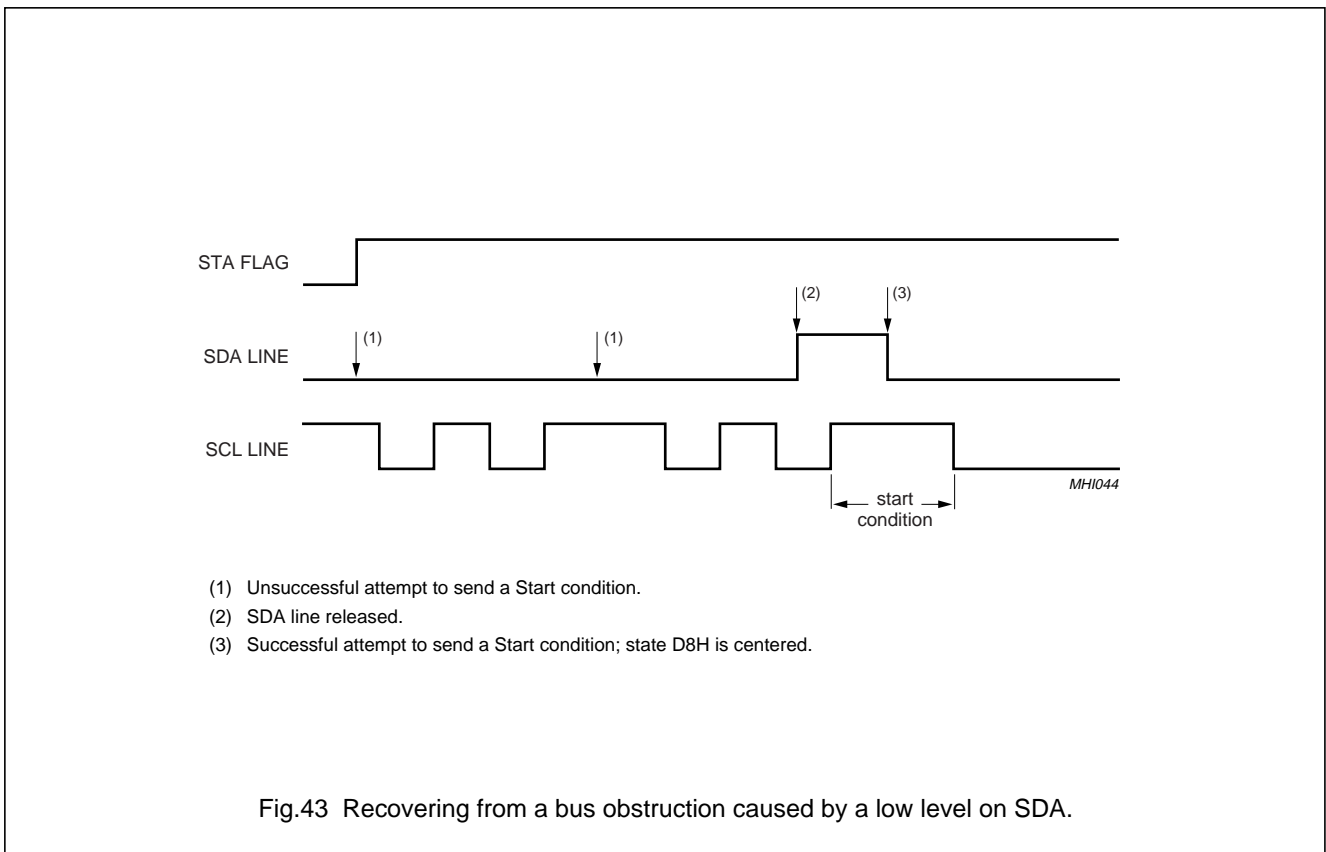 STA FLAG
(2) (3)
(1) (1)
SDA LINE
SCL LINE
MHI044
start
condition
(1) Unsuccessful attempt to send a Start condition.
(2) SDA line released.
(3) Successful attempt to send a Start condition; state D8H is centered.
Fig.43 Recovering from a bus obstruction caused by a low level on SDA.